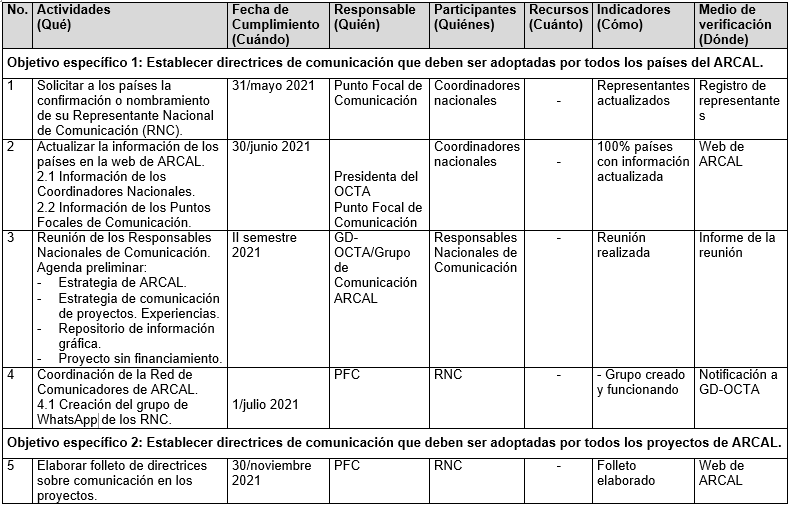 No. Actividades (Qué) Fecha de Cumplimiento (Cuándo) Responsable (Quién) Participantes (Quiénes) Recursos (Cuánto) Indicadores (Cómo) Medio de verificación (Dónde)
Objetivo específico 1: Establecer directrices de comunicación que deben ser adoptadas por todos los países del ARCAL.
1 Solicitar a los países la 31/mayo 2021 Punto Focal de Coordinadores Representantes Registro de
confirmación o nombramiento Comunicación nacionales - actualizados representante
de su Representante Nacional s
de Comunicación (RNC).
2 Actualizar la información de los 30/junio 2021 Coordinadores 100% países Web de
países en la web de ARCAL. nacionales - con información ARCAL
2.1 Información de los Presidenta del actualizada
Coordinadores Nacionales. OCTA
2.2 Información de los Puntos Punto Focal de
Focales de Comunicación. Comunicación
3 Reunión de los Responsables II semestre GD- Responsables - Reunión Informe de la
Nacionales de Comunicación. 2021 OCTA/Grupo Nacionales de realizada reunión
Agenda preliminar: de Comunicación
- Estrategia de ARCAL. Comunicación
- Estrategia de comunicación ARCAL
de proyectos. Experiencias.
- Repositorio de información
gráfica.
- Proyecto sin financiamiento.
4 Coordinación de la Red de PFC RNC - - Grupo creado Notificación a
Comunicadores de ARCAL. y funcionando GD-OCTA
4.1 Creación del grupo de 1/julio 2021
WhatsApp de los RNC.
Objetivo específico 2: Establecer directrices de comunicación que deben ser adoptadas por todos los proyectos de ARCAL.
5 Elaborar folleto de directrices 30/noviembre PFC RNC - Folleto Web de
sobre comunicación en los 2021 elaborado ARCAL
proyectos.